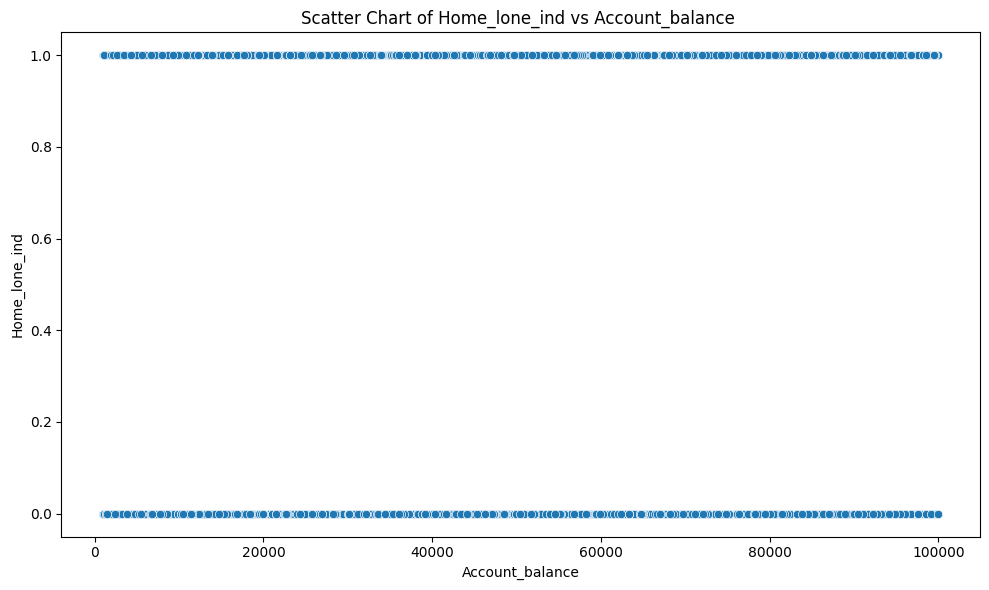 Scatter Chart of Home_lone_ind vs Account_balance
1.0
0.8
0.6
0.4
0.2
0.0
Home_lone_ind
0 20000 40000 60000 80000 100000
Account_balance